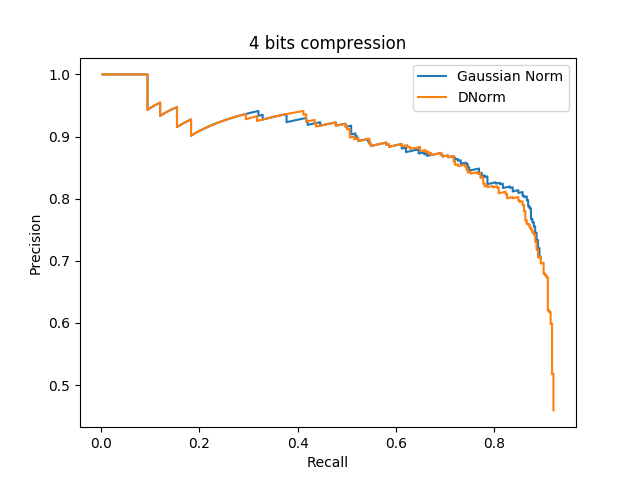 4 bits compression
Gaussian Norm
DNorm
1.0
0.9
0.8
0.7
0.6
0.5
Precision
0.0 0.2 0.4 0.6 0.8
Recall